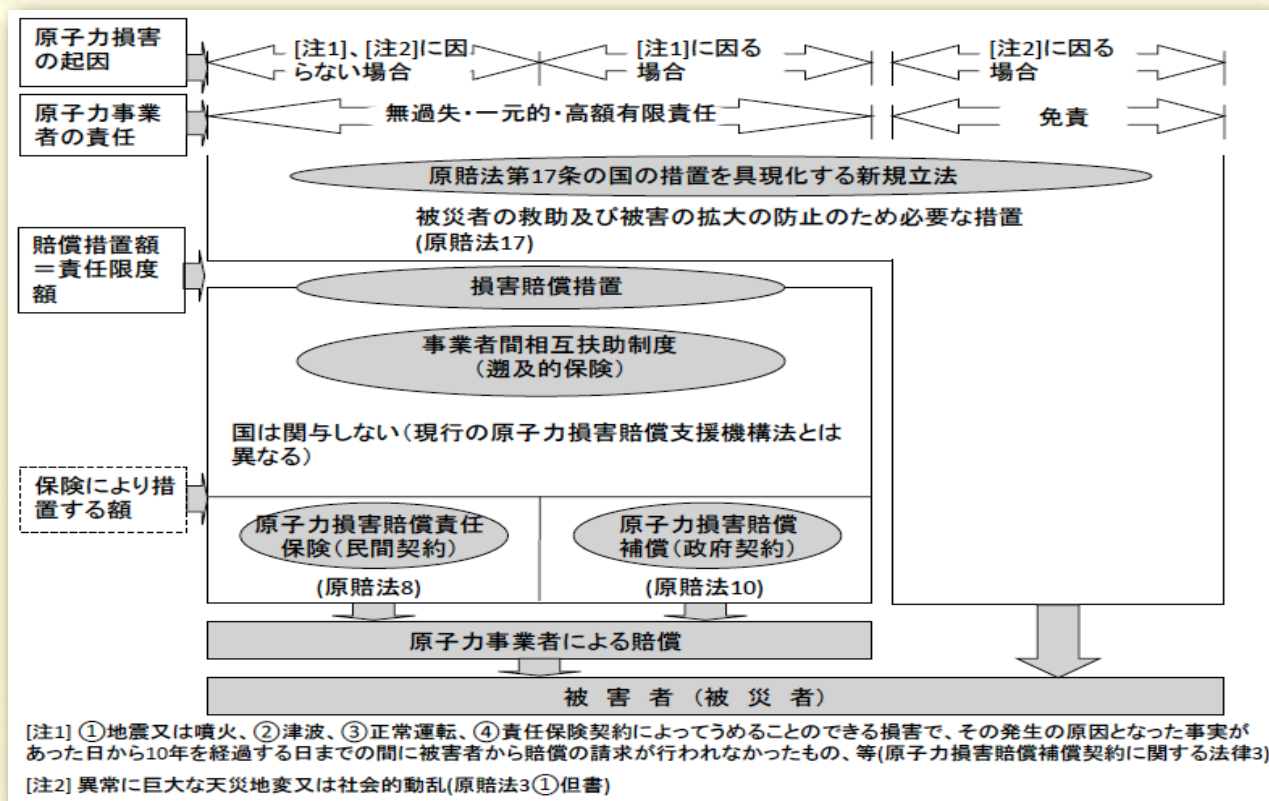 原子力損害
の起因
[注1]、[注2]に因
らない場合
[注1]に因る
場合
[注2]に因る
場合
原子力事業
者の責任
無過失・一元的・高額有限責任
免責
原賠法第17条の国の措置を具現化する新規立法
被災者の救助及び被害の拡大の防止のため必要な措置
(原賠法17)
賠償措置額
＝責任限度
額
損害賠償措置
事業者間相互扶助制度
（遡及的保険）
国は関与しない（現行の原子力損害賠償支援機構法とは
異なる）
保険により措
置する額
原子力損害賠償責任
保険（民間契約）
(原賠法8)
原子力損害賠償
補償（政府契約）
(原賠法10)
原子力事業者による賠償
被 害 者 （被 災 者）
[注1] ①地震又は噴火、②津波、③正常運転、④責任保険契約によってうめることのできる損害で、その発生の原因となった事実が
あった日から10年を経過する日までの間に被害者から賠償の請求が行われなかったもの、等(原子力損害賠償補償契約に関する法律3)
[注2] 異常に巨大な天災地変又は社会的動乱(原賠法3①但書)